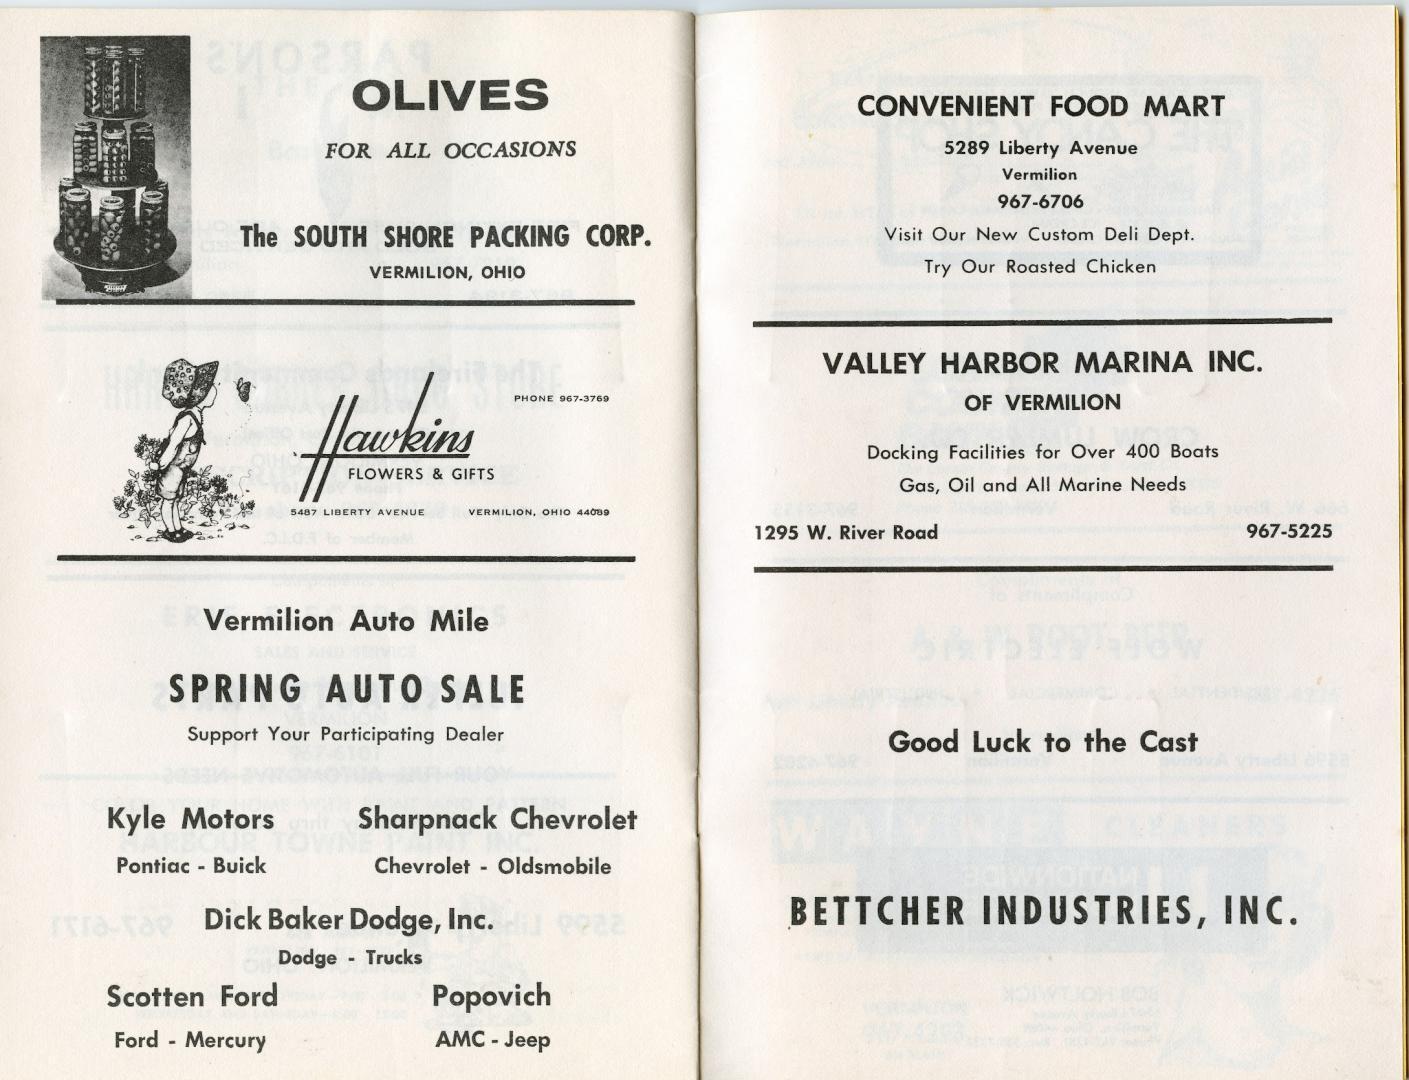 OLIVES
FOR ALL OCCASIONS
The SOUTH SHORE PACKING CORP.
VERMILION, OHIO
PHONE 967-3769
Hawkins
FLOWERS & GIFTS
5487 LIBERTY AVENUE VERMILION, OHIO 44089
Vermilion Auto Mile
SPRING AUTO SALE
Support Your Participating Dealer
Kyle Motors Sharpnack Chevrolet
Pontiac - Buick Chevrolet - Oldsmobile
Dick Baker Dodge, Inc.
Dodge - Trucks
Scotten Ford Popovich
Ford - Mercury AMC - Jeep
CONVENIENT FOOD MART
5289 Liberty Avenue
Vermilion
967-6706
Visit Our New Custom Deli Dept.
Try Our Roasted Chicken
VALLEY HARBOR MARINA INC.
OF VERMILION
Docking Facilities for Over 400 Boats
Gas, Oil and All Marine Needs
1295 W. River Road 967-5225
Good Luck to the Cast
BETTCHER INDUSTRIES, INC.